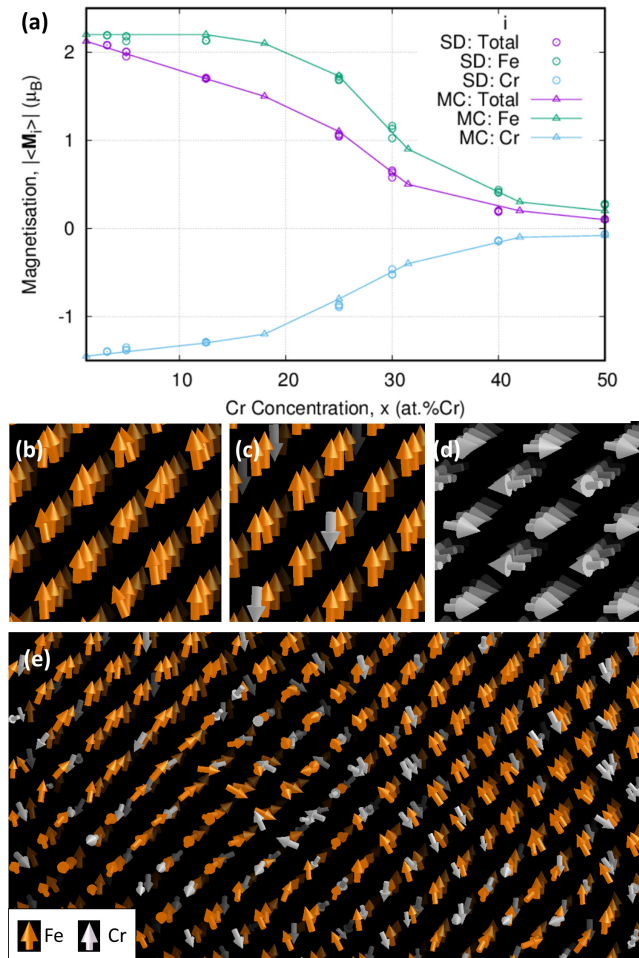 (a)
i
SD: Total
SD: Fe
SD: Cr
MC: Total
MC: Fe
MC: Cr
Magnetisation, |<M_i>| (μ_B)
2
1
0
-1
10
20
30
40
50
Cr Concentration, x (at.%Cr)
(b)
(c)
(d)
(e)
Fe
Cr